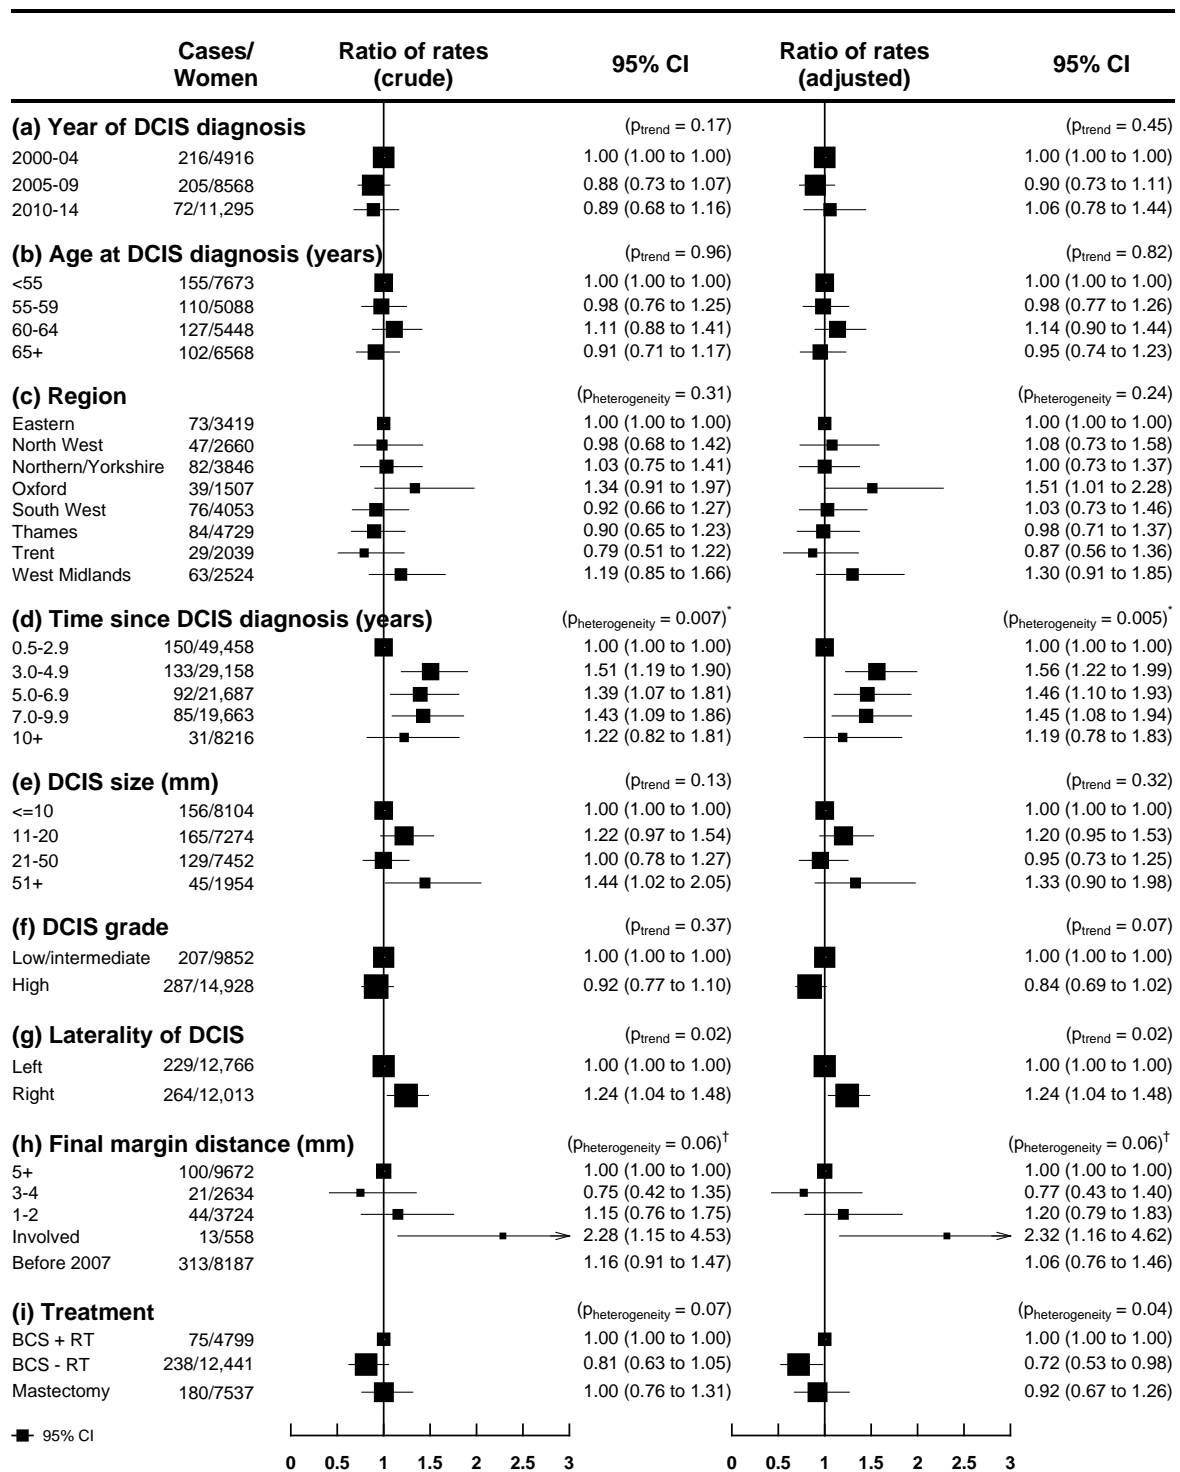 Cases/ Women Ratio of rates (crude) 95% CI Ratio of rates (adjusted) 95% CI
(a) Year of DCIS diagnosis (ptrend = 0.17) (ptrend = 0.45)
2000-04 216/4916 1.00 (1.00 to 1.00) 1.00 (1.00 to 1.00)
2005-09 205/8568 0.88 (0.73 to 1.07) 0.90 (0.73 to 1.11)
2010-14 72/11,295 0.89 (0.68 to 1.16) 1.06 (0.78 to 1.44)
(b) Age at DCIS diagnosis (years) (ptrend = 0.96) (ptrend = 0.82)
<55 155/7673 1.00 (1.00 to 1.00) 1.00 (1.00 to 1.00)
55-59 110/5088 0.98 (0.76 to 1.25) 0.98 (0.77 to 1.26)
60-64 127/5448 1.11 (0.88 to 1.41) 1.14 (0.90 to 1.44)
65+ 102/6568 0.91 (0.71 to 1.17) 0.95 (0.74 to 1.23)
(c) Region (pheterogeneity = 0.31) (pheterogeneity = 0.24)
Eastern 73/3419 1.00 (1.00 to 1.00) 1.00 (1.00 to 1.00)
North West 47/2660 0.98 (0.68 to 1.42) 1.08 (0.73 to 1.58)
Northern/Yorkshire 82/3846 1.03 (0.75 to 1.41) 1.00 (0.73 to 1.37)
Oxford 39/1507 1.34 (0.91 to 1.97) 1.51 (1.01 to 2.28)
South West 76/4053 0.92 (0.66 to 1.27) 1.03 (0.73 to 1.46)
Thames 84/4729 0.90 (0.65 to 1.23) 0.98 (0.71 to 1.37)
Trent 29/2039 0.79 (0.51 to 1.22) 0.87 (0.56 to 1.36)
West Midlands 63/2524 1.19 (0.85 to 1.66) 1.30 (0.91 to 1.85)
(d) Time since DCIS diagnosis (years) (pheterogeneity = 0.007)* (pheterogeneity = 0.005)*
0.5-2.9 150/49,458 1.00 (1.00 to 1.00) 1.00 (1.00 to 1.00)
3.0-4.9 133/29,158 1.51 (1.19 to 1.90) 1.56 (1.22 to 1.99)
5.0-6.9 92/21,687 1.39 (1.07 to 1.81) 1.46 (1.10 to 1.93)
7.0-9.9 85/19,663 1.43 (1.09 to 1.86) 1.45 (1.08 to 1.94)
10+ 31/8216 1.22 (0.82 to 1.81) 1.19 (0.78 to 1.83)
(e) DCIS size (mm) (ptrend = 0.13) (ptrend = 0.32)
<=10 156/8104 1.00 (1.00 to 1.00) 1.00 (1.00 to 1.00)
11-20 165/7274 1.22 (0.97 to 1.54) 1.20 (0.95 to 1.53)
21-50 129/7452 1.00 (0.78 to 1.27) 0.95 (0.73 to 1.25)
51+ 45/1954 1.44 (1.02 to 2.05) 1.33 (0.90 to 1.98)
(f) DCIS grade (ptrend = 0.37) (ptrend = 0.07)
Low/intermediate 207/9852 1.00 (1.00 to 1.00) 1.00 (1.00 to 1.00)
High 287/14,928 0.92 (0.77 to 1.10) 0.84 (0.69 to 1.02)
(g) Laterality of DCIS (ptrend = 0.02) (ptrend = 0.02)
Left 229/12,766 1.00 (1.00 to 1.00) 1.00 (1.00 to 1.00)
Right 264/12,013 1.24 (1.04 to 1.48) 1.24 (1.04 to 1.48)
(h) Final margin distance (mm) (pheterogeneity = 0.06)† (pheterogeneity = 0.06)†
5+ 100/9672 1.00 (1.00 to 1.00) 1.00 (1.00 to 1.00)
3-4 21/2634 0.75 (0.42 to 1.35) 0.77 (0.43 to 1.40)
1-2 44/3724 1.15 (0.76 to 1.75) 1.20 (0.79 to 1.83)
Involved 13/558 2.28 (1.15 to 4.53) 2.32 (1.16 to 4.62)
Before 2007 313/8187 1.16 (0.91 to 1.47) 1.06 (0.76 to 1.46)
(i) Treatment (pheterogeneity = 0.07) (pheterogeneity = 0.04)
BCS + RT 75/4799 1.00 (1.00 to 1.00) 1.00 (1.00 to 1.00)
BCS - RT 238/12,441 0.81 (0.63 to 1.05) 0.72 (0.53 to 0.98)
Mastectomy 180/7537 1.00 (0.76 to 1.31) 0.92 (0.67 to 1.26)
95% CI
0 0.5 1 1.5 2 2.5 3 0 0.5 1 1.5 2 2.5 3